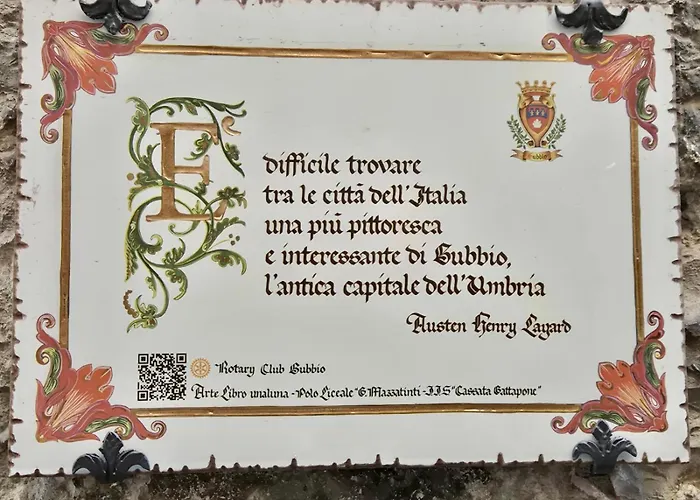 E' difficile trovare
tra le città dell'Italia
una più pittoresca
e interessante di Gubbio,
l'antica capitale dell'Umbria
Austen Henry Layard
Rotary Club Gubbio
Arte Libro unaluna - Polo Liceale "G. Mazzatinti - I.I.S "Cassata Gattapone"